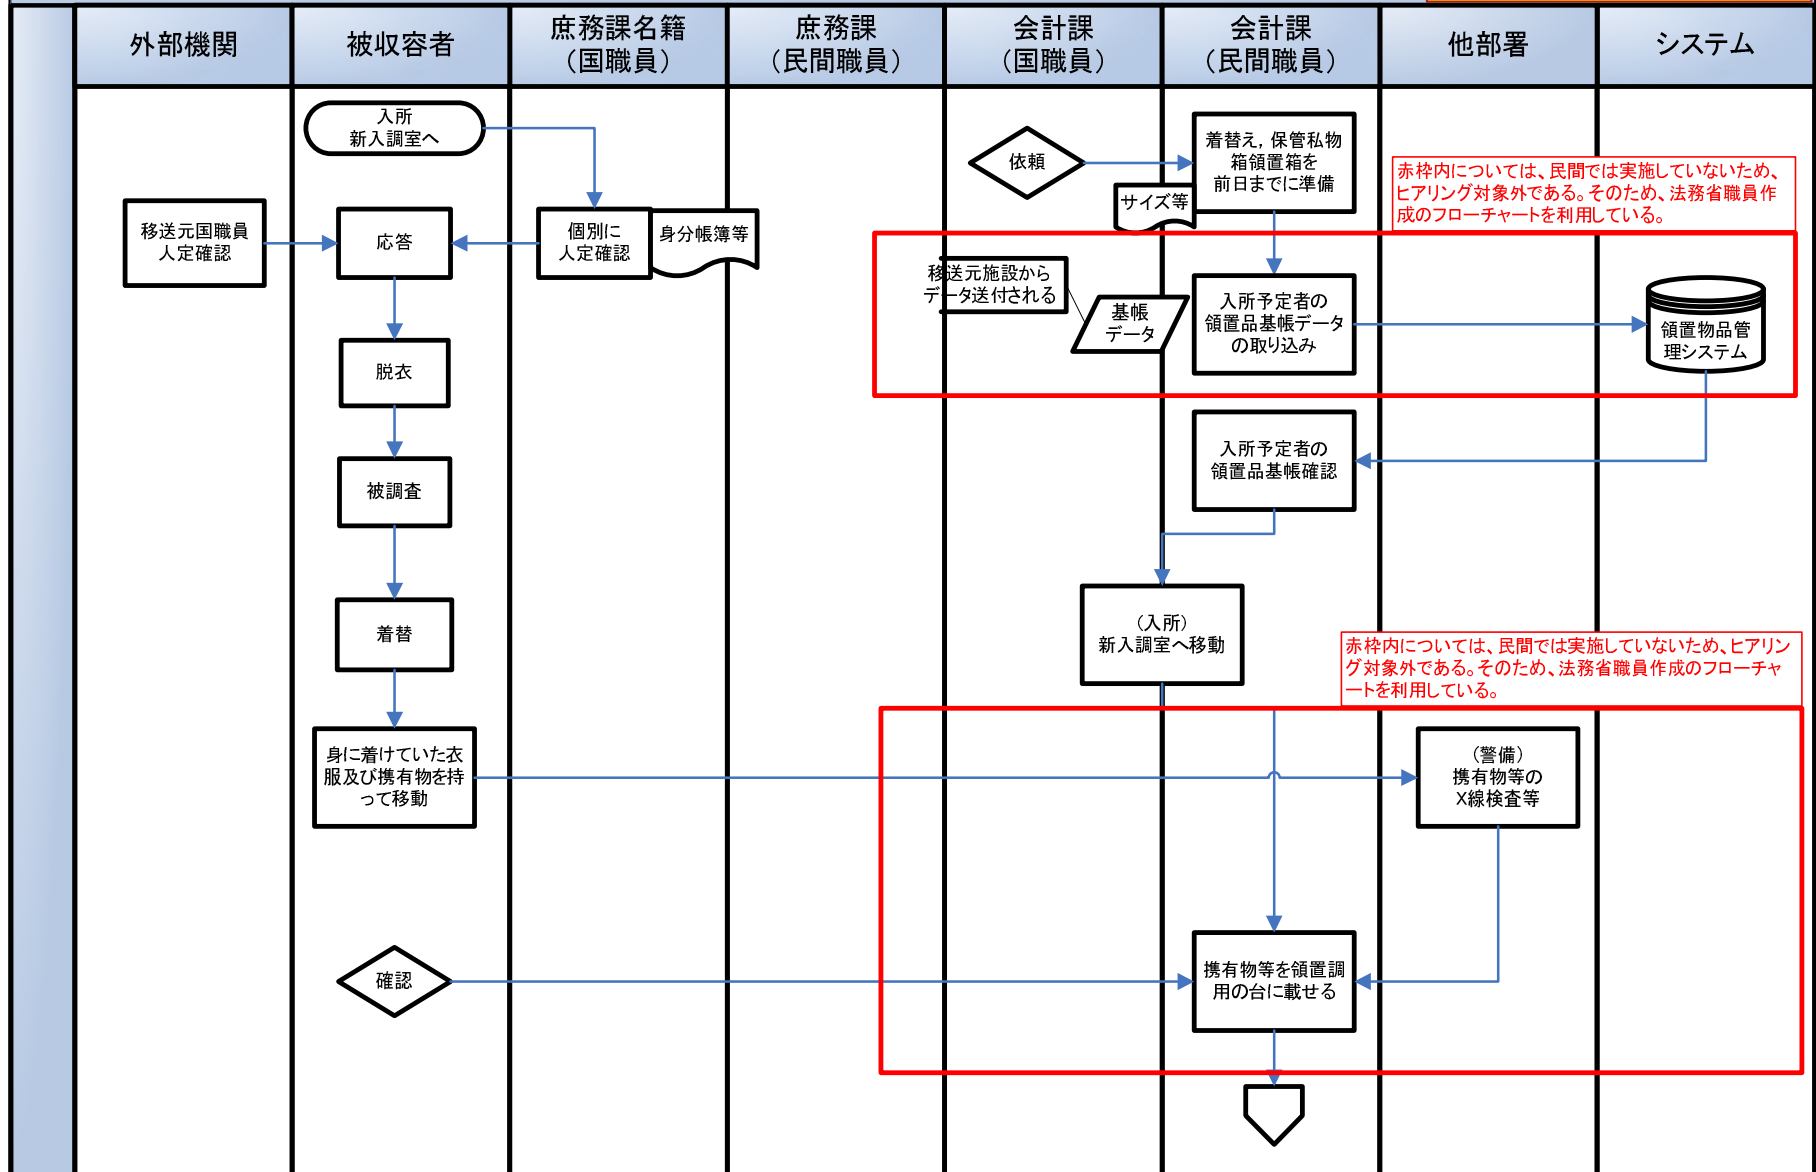 外部機関
被収容者
庶務課名籍
（国職員）
庶務課
（民間職員）
会計課
（国職員）
会計課
（民間職員）
他部署
システム
入所
新入調室へ
依頼
着替え，保管私物
箱領置箱を
前日までに準備
サイズ等
赤枠内については、民間では実施していないため、
ヒアリング対象外である。そのため、法務省職員作
成のフローチャートを利用している。
移送元国職員
人定確認
応答
個別に
人定確認
身分帳簿等
移送元施設から
データ送付される
基帳
データ
入所予定者の
領置品基帳データ
の取り込み
領置物品管
理システム
脱衣
入所予定者の
領置品基帳確認
被調査
着替
（入所）
新入調室へ移動
赤枠内については、民間では実施していないため、ヒアリン
グ対象外である。そのため、法務省職員作成のフローチャ
ートを利用している。
身に着けていた衣
服及び携有物を持
って移動
（警備）
携有物等の
X線検査等
確認
携有物等を領置調
用の台に載せる